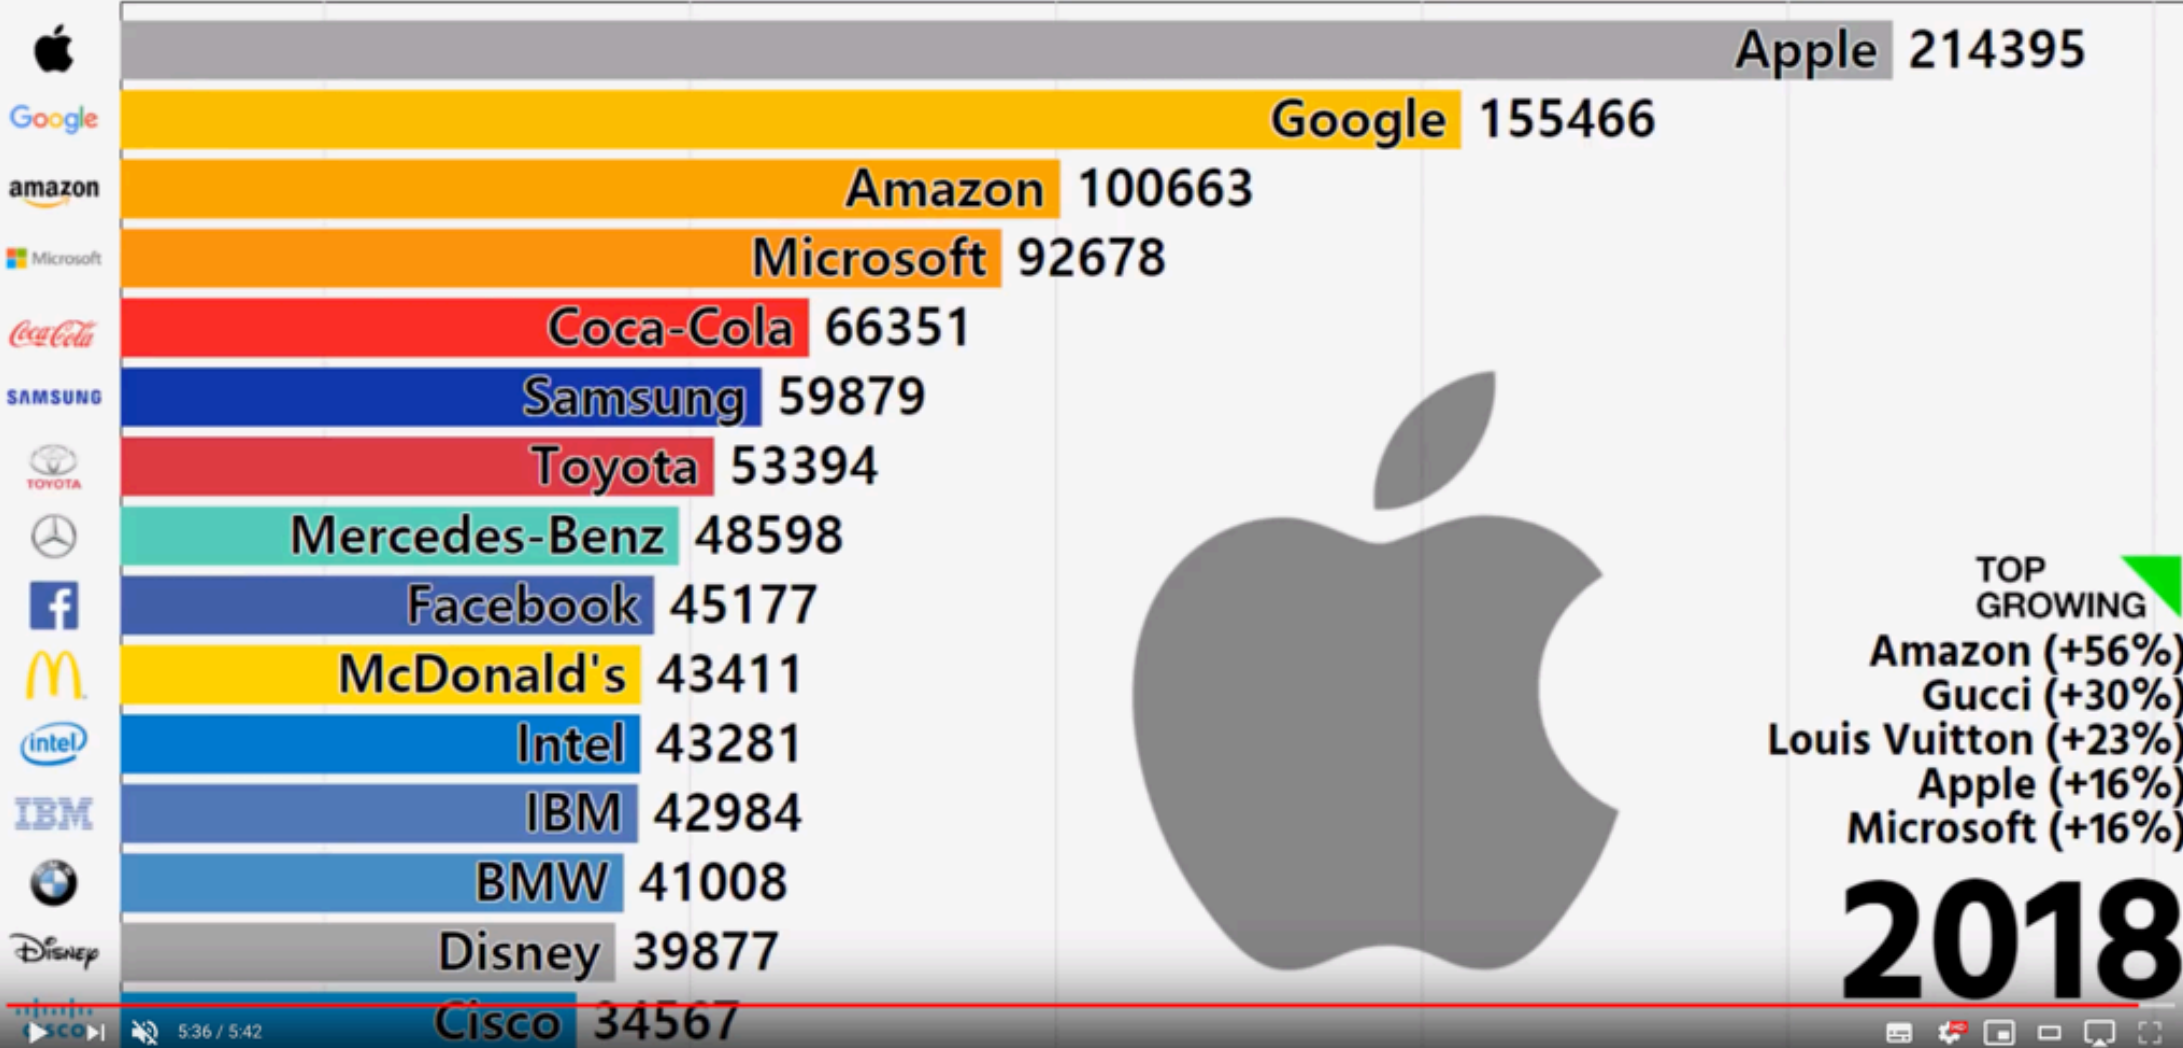 Apple 214395
Google Google 155466
amazon Amazon 100663
Microsoft Microsoft 92678
Coca-Cola Coca-Cola 66351
SAMSUNG Samsung 59879
TOYOTA Toyota 53394
Mercedes-Benz 48598
f Facebook 45177
M McDonald's 43411
intel Intel 43281
IBM IBM 42984
BMW BMW 41008
Disney Disney 39877
cisco Cisco 34567
TOP
GROWING
Amazon (+56%)
Gucci (+30%)
Louis Vuitton (+23%)
Apple (+16%)
Microsoft (+16%)
2018
5:36 / 5:42
HD